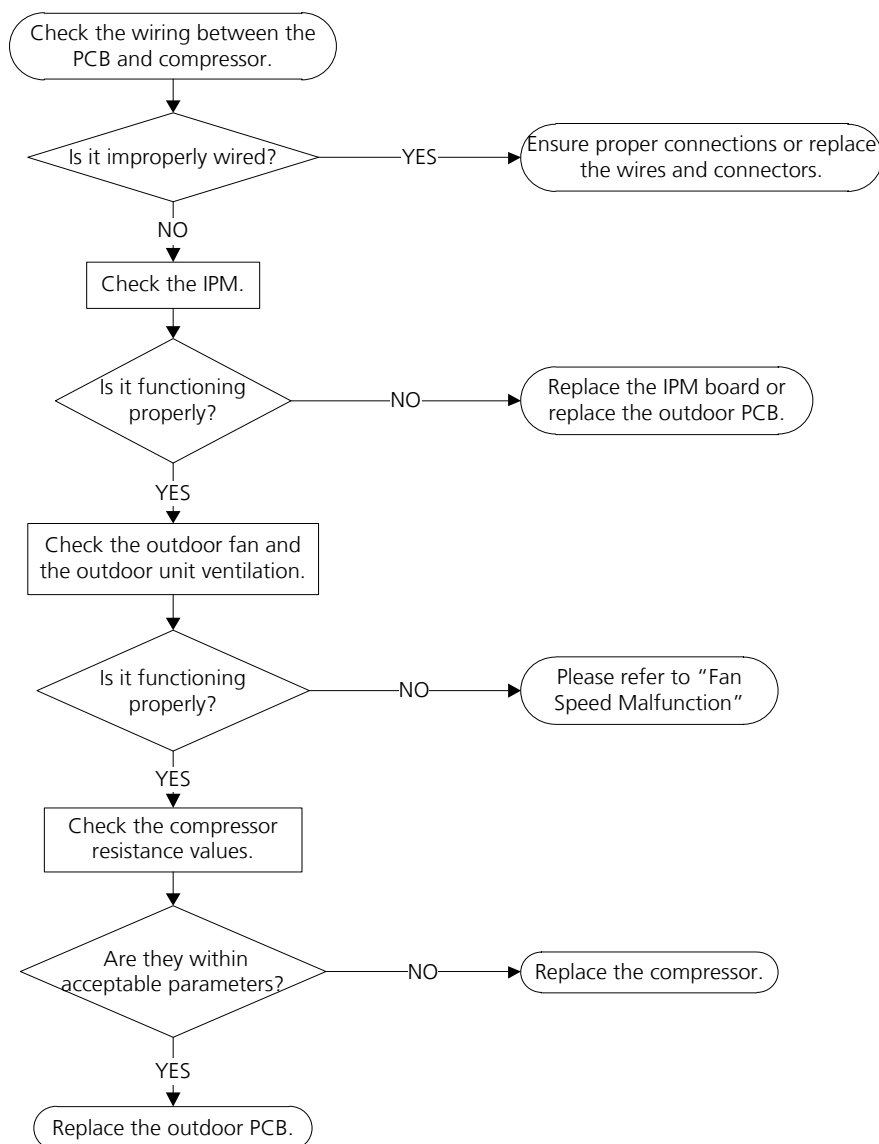 Check the wiring between the
PCB and compressor.
Is it improperly wired?
YES
Ensure proper connections or replace
the wires and connectors.
NO
Check the IPM.
Is it functioning
properly?
NO
Replace the IPM board or
replace the outdoor PCB.
YES
Check the outdoor fan and
the outdoor unit ventilation.
Is it functioning
properly?
NO
Please refer to “Fan
Speed Malfunction”
YES
Check the compressor
resistance values.
Are they within
acceptable parameters?
NO
Replace the compressor.
YES
Replace the outdoor PCB.